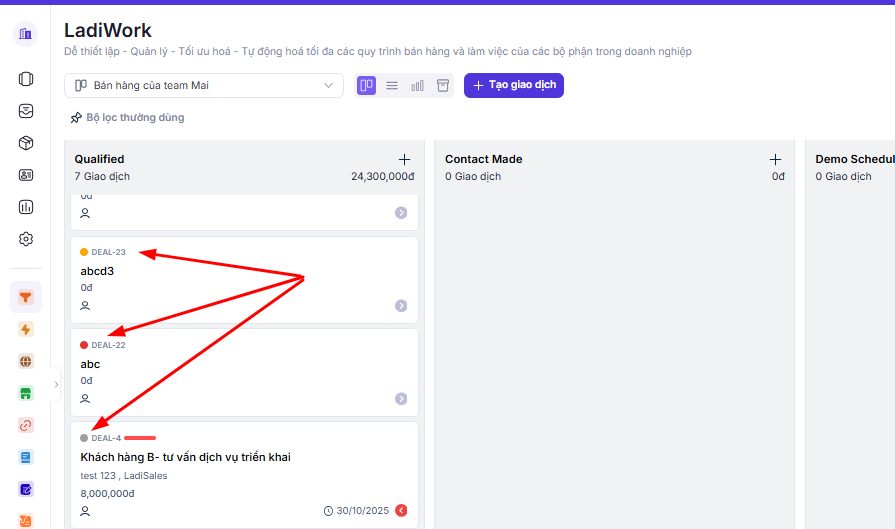 LadiWork
Dễ thiết lập - Quản lý - Tối ưu hoá - Tự động hoá tối đa các quy trình bán hàng và làm việc của các bộ phận trong doanh nghiệp
Bán hàng của team Mai
Tạo giao dịch
Bộ lọc thường dùng
Qualified
7 Giao dịch 24,300,000đ
0đ
DEAL-23
abcd3
0đ
DEAL-22
abc
0đ
DEAL-4
Khách hàng B- tư vấn dịch vụ triển khai
test 123 , LadiSales
8,000,000đ
30/10/2025
Contact Made
0 Giao dịch 0đ
Demo Schedul
0 Giao dịch